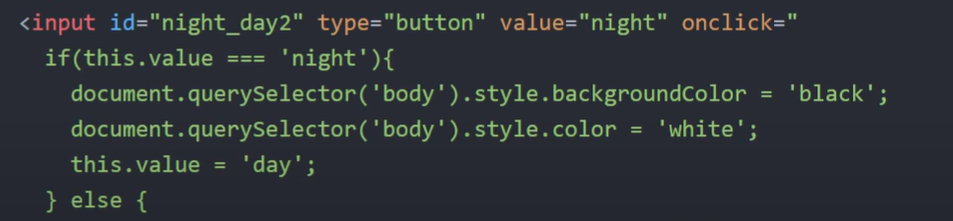 <input id="night_day2" type="button" value="night" onclick="
if(this.value === 'night'){
document.querySelector('body').style.backgroundColor = 'black';
document.querySelector('body').style.color = 'white';
this.value = 'day';
} else {